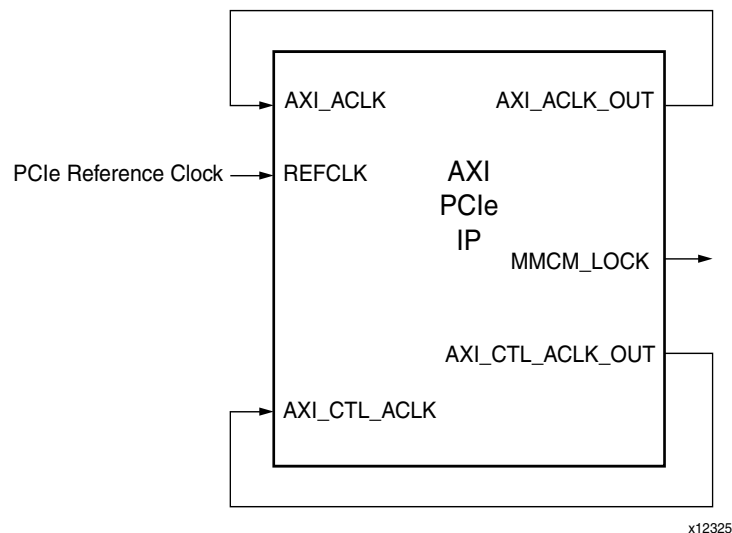 AXI_ACLK
AXI_ACLK_OUT
PCIe Reference Clock
REFCLK
AXI
PCIe
IP
MMCM_LOCK
AXI_CTL_ACLK_OUT
AXI_CTL_ACLK
x12325